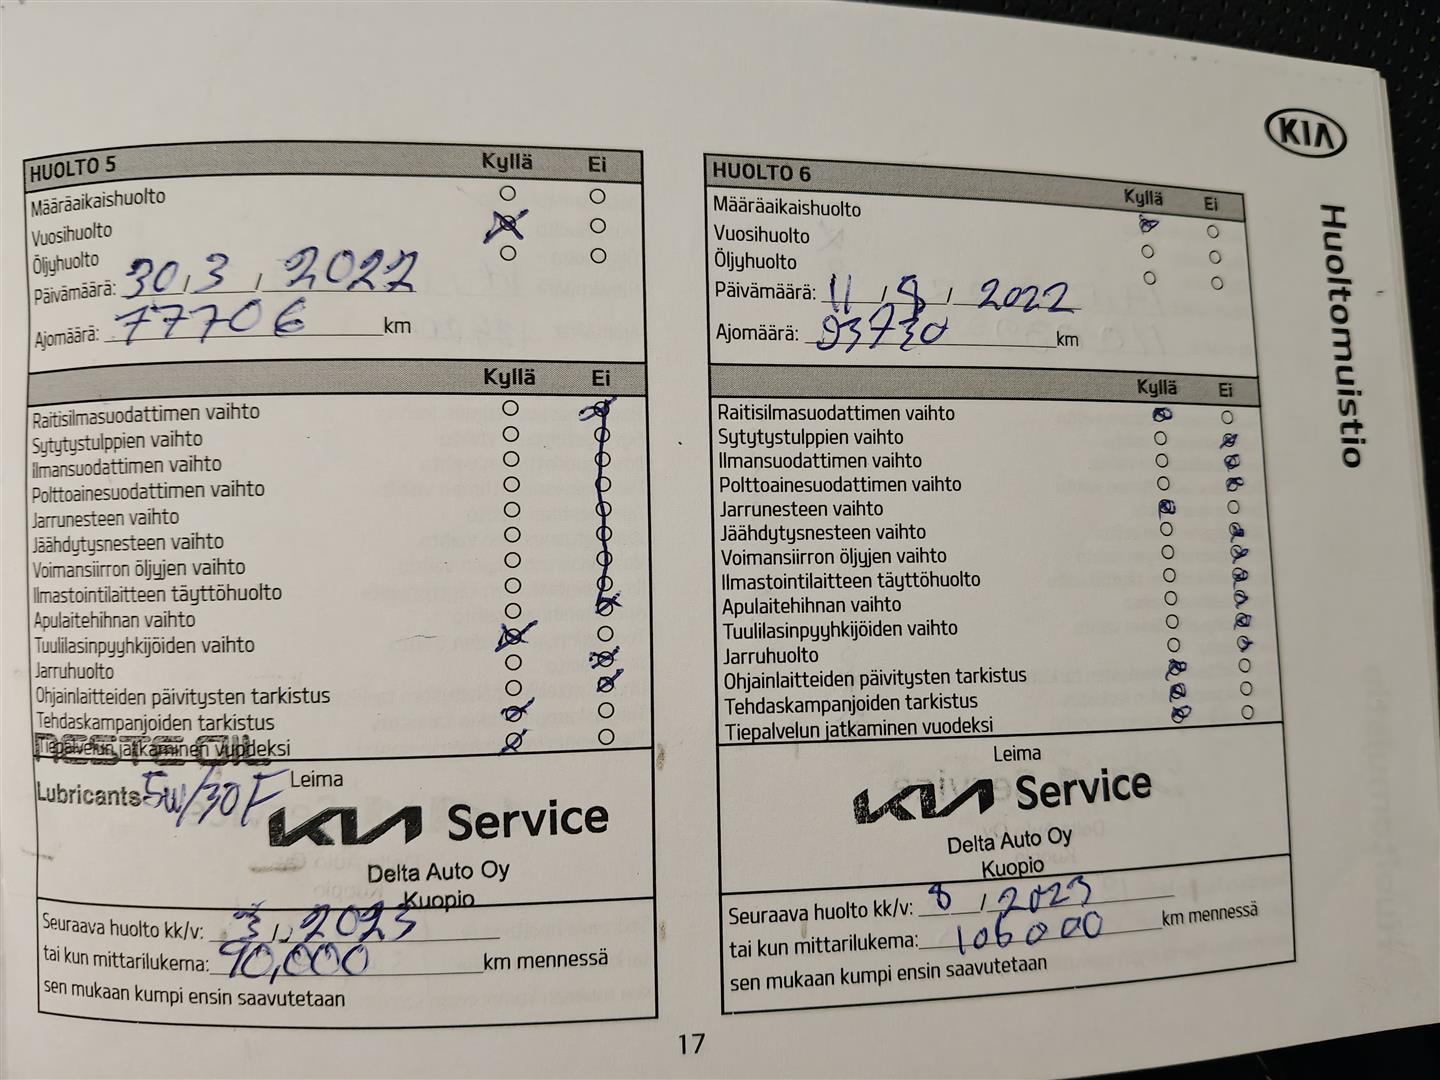 KIA
Huoltomuistio
HUOLTO 5 Kyllä Ei
Määräaikaishuolto
Vuosihuolto
Öljyhuolto
Päivämäärä: 30, 3, 2022
Ajomäärä: 77706 km
Kyllä Ei
Raitisilmasuodattimen vaihto
Sytytystulppien vaihto
Ilmansuodattimen vaihto
Polttoainesuodattimen vaihto
Jarrunesteen vaihto
Jäähdytysnesteen vaihto
Voimansiirron öljyjen vaihto
Ilmastointilaitteen täyttöhuolto
Apulaitehihnan vaihto
Tuulilasinpyyhkijöiden vaihto
Jarruhuolto
Ohjainlaitteiden päivitysten tarkistus
Tehdaskampanjoiden tarkistus
Tiepalvelun jatkaminen vuodeksi
NESTE OIL
Leima
Lubricants 5W/30F
KIA Service
Delta Auto Oy
Kuopio
Seuraava huolto kk/v: 3, 2023
tai kun mittarilukema: 90,000 km mennessä
sen mukaan kumpi ensin saavutetaan
HUOLTO 6 Kyllä Ei
Määräaikaishuolto
Vuosihuolto
Öljyhuolto
Päivämäärä: 11, 8, 2022
Ajomäärä: 93730 km
Kyllä Ei
Raitisilmasuodattimen vaihto
Sytytystulppien vaihto
Ilmansuodattimen vaihto
Polttoainesuodattimen vaihto
Jarrunesteen vaihto
Jäähdytysnesteen vaihto
Voimansiirron öljyjen vaihto
Ilmastointilaitteen täyttöhuolto
Apulaitehihnan vaihto
Tuulilasinpyyhkijöiden vaihto
Jarruhuolto
Ohjainlaitteiden päivitysten tarkistus
Tehdaskampanjoiden tarkistus
Tiepalvelun jatkaminen vuodeksi
Leima
KIA Service
Delta Auto Oy
Kuopio
Seuraava huolto kk/v: 8, 2023
tai kun mittarilukema: 106000 km mennessä
sen mukaan kumpi ensin saavutetaan
17